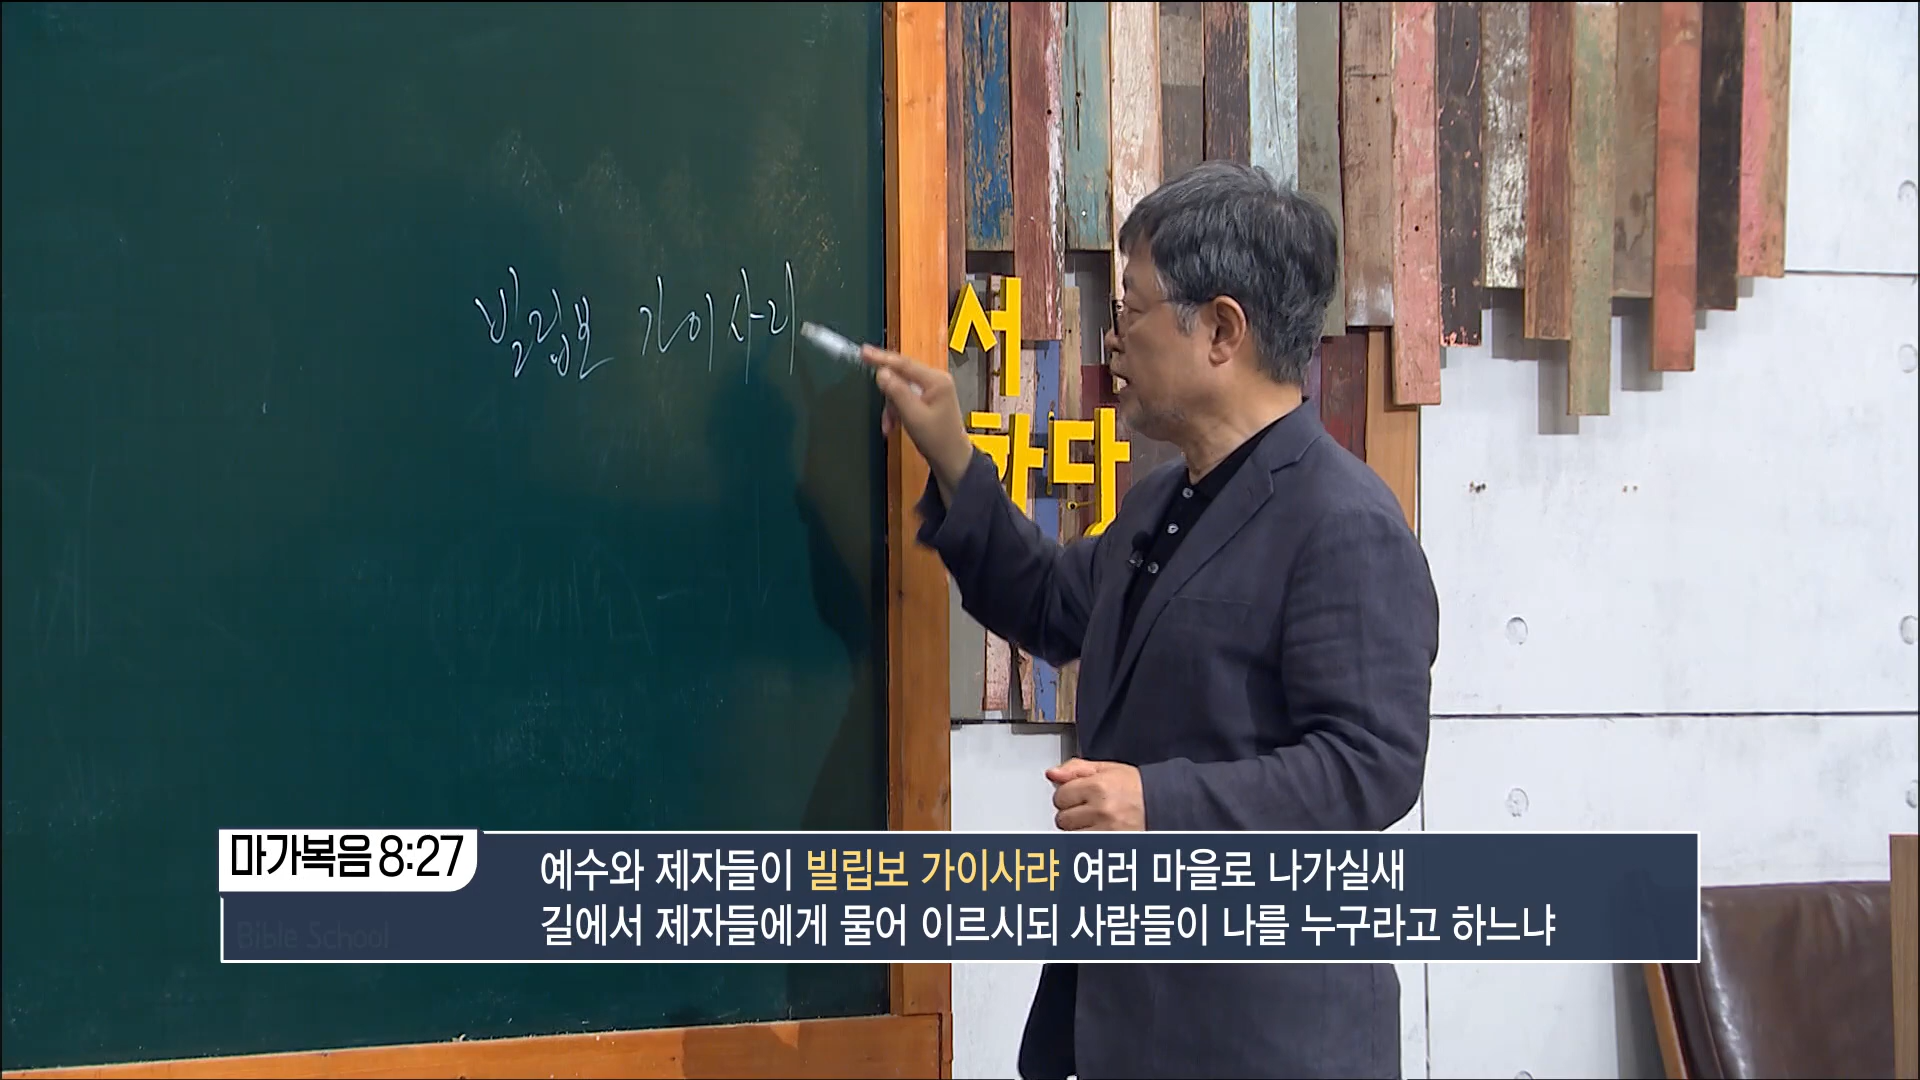 빌립보 가이사리
서
한당
마가복음 8:27
예수와 제자들이 빌립보 가이사랴 여러 마을로 나가실새
길에서 제자들에게 물어 이르시되 사람들이 나를 누구라고 하느냐
Bible School